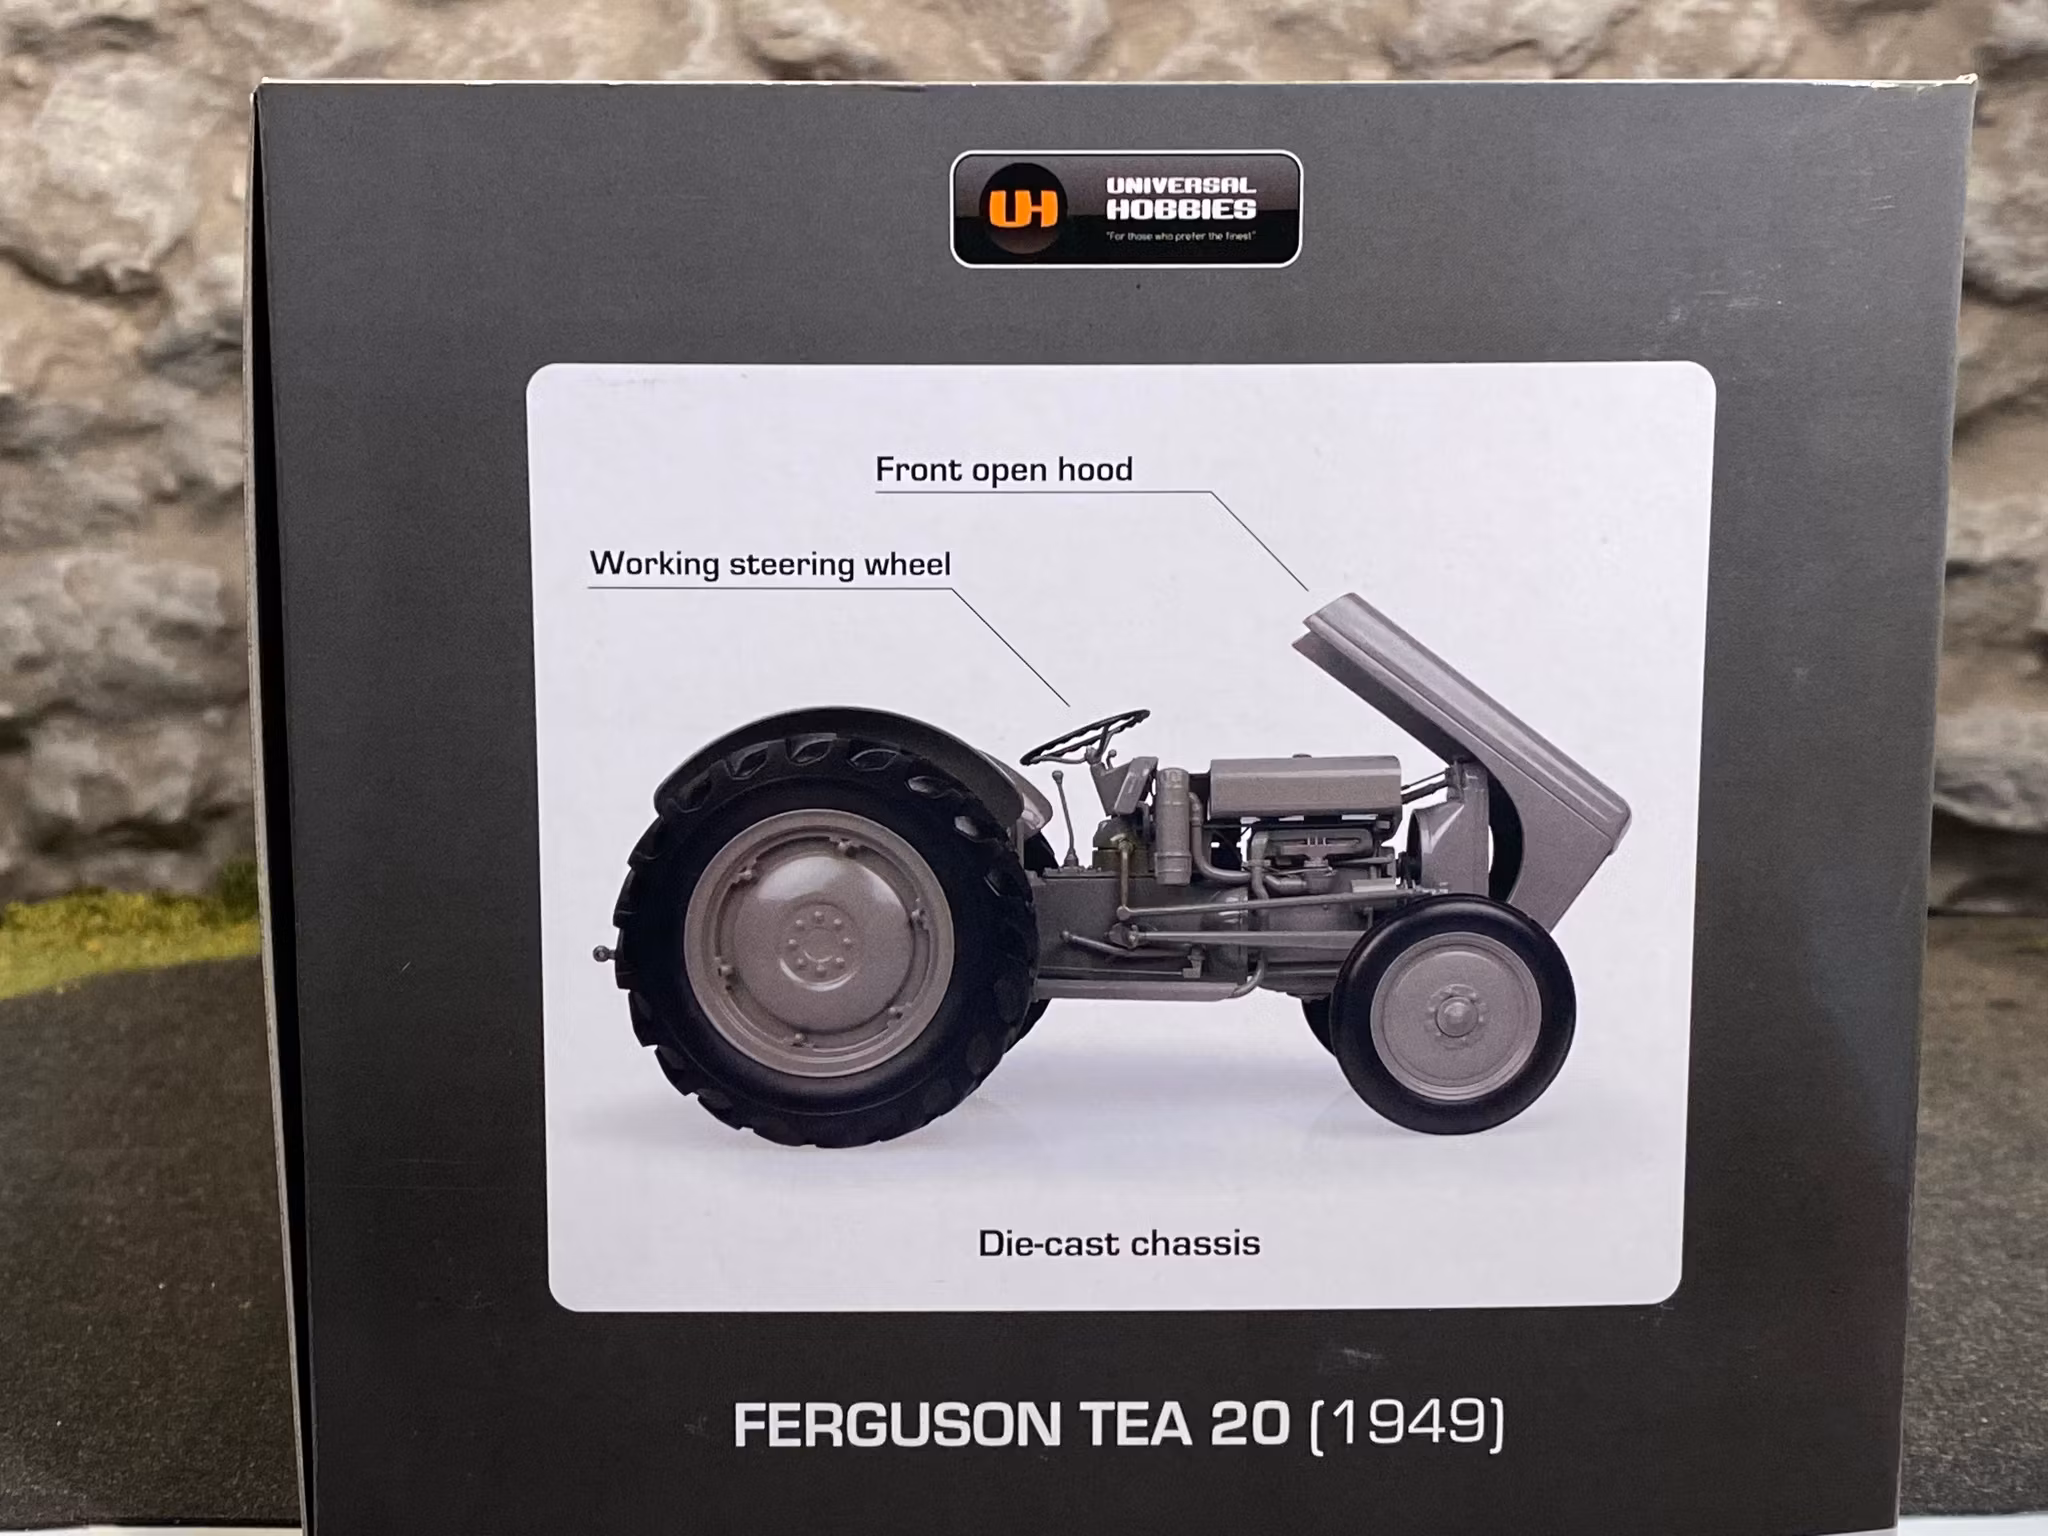 UH
UNIVERSAL
HOBBIES
"For those who prefer the finest"
Front open hood
Working steering wheel
Die-cast chassis
FERGUSON TEA 20 (1949)